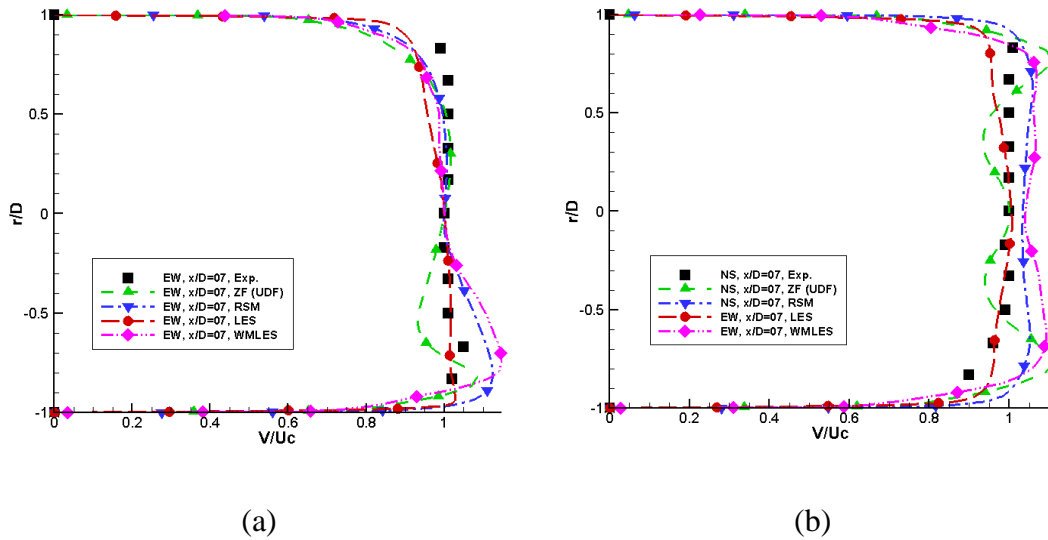 1
0.5
0
-0.5
-1
r/D
0
0.2
0.4
0.6
0.8
1
V/Uc
EW, x/D=07, Exp.
EW, x/D=07, ZF (UDF)
EW, x/D=07, RSM
EW, x/D=07, LES
EW, x/D=07, WMLES
(a)
1
0.5
0
-0.5
-1
r/D
0
0.2
0.4
0.6
0.8
1
V/Uc
NS, x/D=07, Exp.
NS, x/D=07, ZF (UDF)
NS, x/D=07, RSM
EW, x/D=07, LES
EW, x/D=07, WMLES
(b)